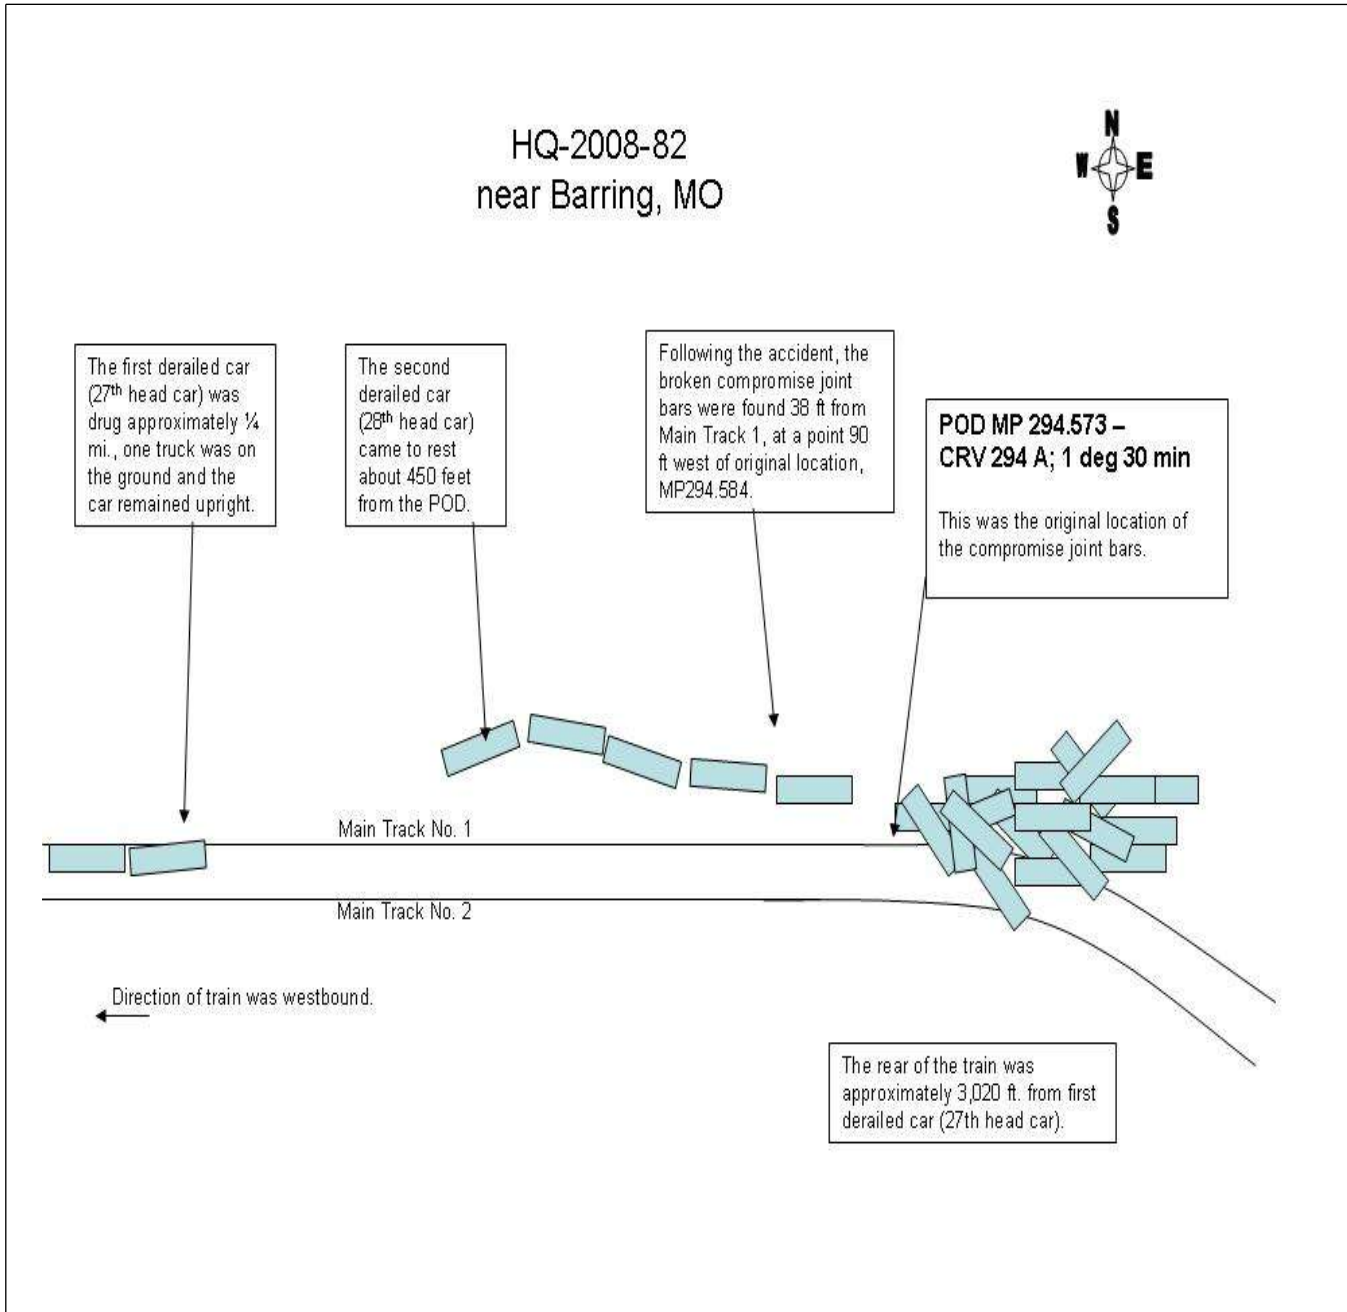 HQ-2008-82
near Barring, MO
N
W E
S
The first derailed car
(27th head car) was
drug approximately ¼
mi., one truck was on
the ground and the
car remained upright.
The second
derailed car
(28th head car)
came to rest
about 450 feet
from the POD.
Following the accident, the
broken compromise joint
bars were found 38 ft from
Main Track 1, at a point 90
ft west of original location,
MP294.584.
POD MP 294.573 –
CRV 294 A; 1 deg 30 min
This was the original location of
the compromise joint bars.
Main Track No. 1
Main Track No. 2
Direction of train was westbound.
The rear of the train was
approximately 3,020 ft. from first
derailed car (27th head car).